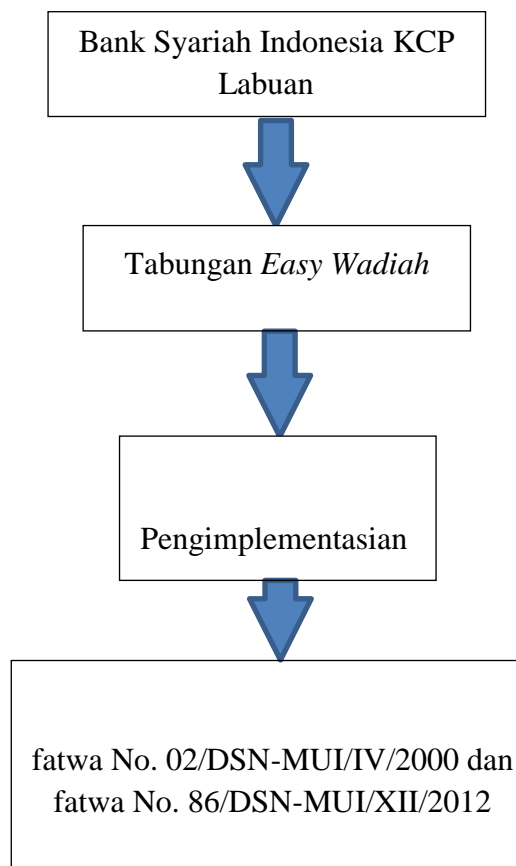 Bank Syariah Indonesia KCP
Labuan
Tabungan Easy Wadiah
Pengimplementasian
fatwa No. 02/DSN-MUI/IV/2000 dan
fatwa No. 86/DSN-MUI/XII/2012